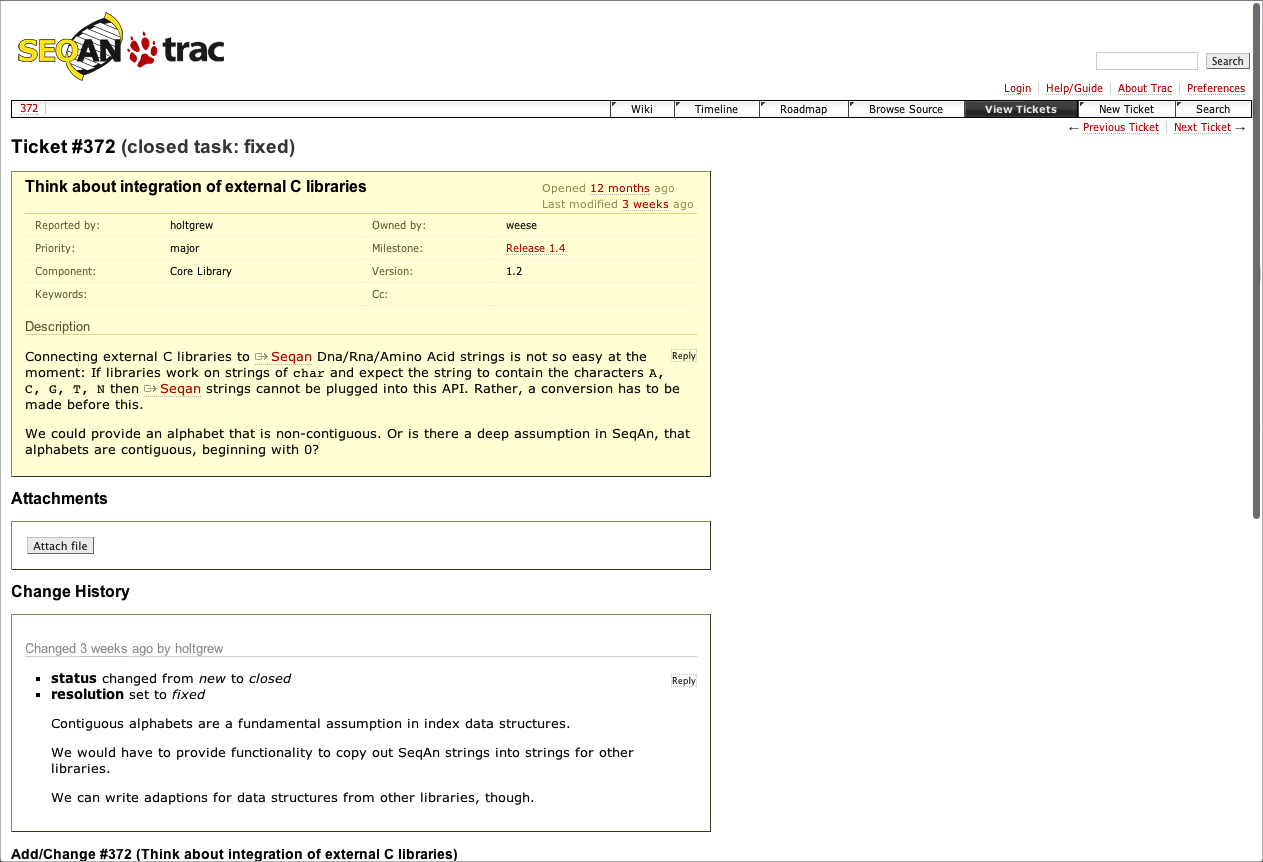 SEQAN trac
Search
Login Help/Guide About Trac Preferences
372 Wiki Timeline Roadmap Browse Source View Tickets New Ticket Search
← Previous Ticket Next Ticket →
Ticket #372 (closed task: fixed)
Think about integration of external C libraries
Opened 12 months ago
Last modified 3 weeks ago
Reported by: holtgrew Owned by: weese
Priority: major Milestone: Release 1.4
Component: Core Library Version: 1.2
Keywords: Cc:
Description
Reply
Connecting external C libraries to Seqan Dna/Rna/Amino Acid strings is not so easy at the
moment: If libraries work on strings of char and expect the string to contain the characters A,
C, G, T, N then Seqan strings cannot be plugged into this API. Rather, a conversion has to be
made before this.
We could provide an alphabet that is non-contiguous. Or is there a deep assumption in SeqAn, that
alphabets are contiguous, beginning with 0?
Attachments
Attach file
Change History
Changed 3 weeks ago by holtgrew
Reply
▪ status changed from new to closed
▪ resolution set to fixed
Contiguous alphabets are a fundamental assumption in index data structures.
We would have to provide functionality to copy out SeqAn strings into strings for other
libraries.
We can write adaptions for data structures from other libraries, though.
Add/Change #372 (Think about integration of external C libraries)